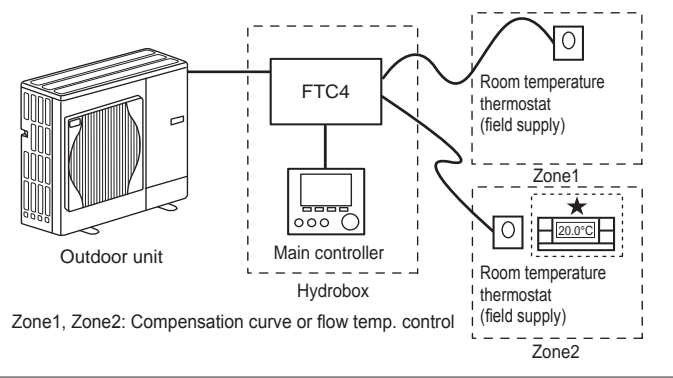 FTC4
Room temperature
thermostat
(field supply)
Zone1
20.0°C
Outdoor unit
Main controller
Room temperature
thermostat
(field supply)
Hydrobox
Zone1, Zone2: Compensation curve or flow temp. control
Zone2